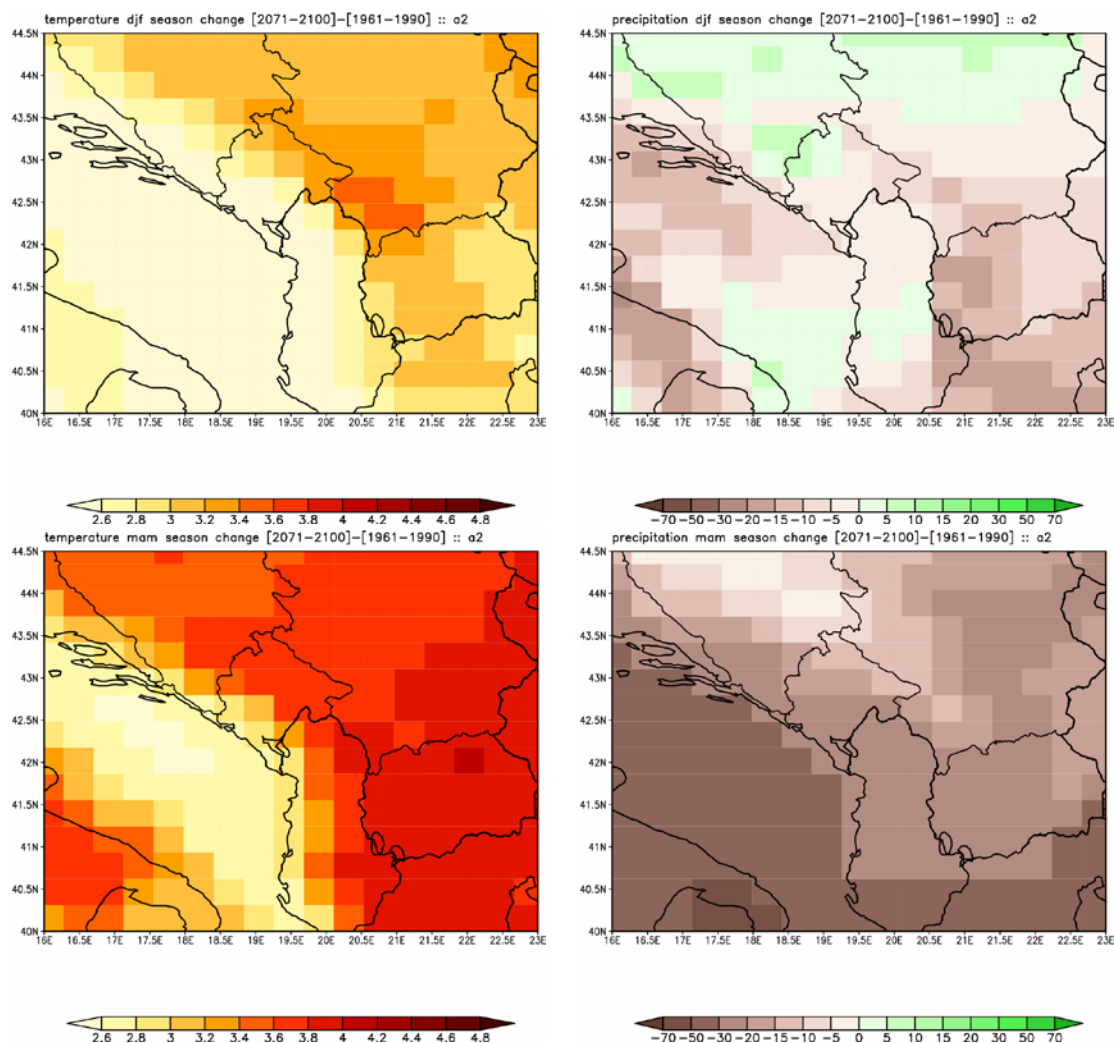 temperature djf season change [2071-2100]-[1961-1990] :: a2
44.5N
44N
43.5N
43N
42.5N
42N
41.5N
41N
40.5N
40N
16E 16.5E 17E 17.5E 18E 18.5E 19E 19.5E 20E 20.5E 21E 21.5E 22E 22.5E 23E
2.6 2.8 3 3.2 3.4 3.6 3.8 4 4.2 4.4 4.6 4.8
precipitation djf season change [2071-2100]-[1961-1990] :: a2
44.5N
44N
43.5N
43N
42.5N
42N
41.5N
41N
40.5N
40N
16E 16.5E 17E 17.5E 18E 18.5E 19E 19.5E 20E 20.5E 21E 21.5E 22E 22.5E 23E
-70 -50 -30 -20 -15 -10 -5 0 5 10 15 20 30 50 70
temperature mam season change [2071-2100]-[1961-1990] :: a2
44.5N
44N
43.5N
43N
42.5N
42N
41.5N
41N
40.5N
40N
16E 16.5E 17E 17.5E 18E 18.5E 19E 19.5E 20E 20.5E 21E 21.5E 22E 22.5E 23E
2.6 2.8 3 3.2 3.4 3.6 3.8 4 4.2 4.4 4.6 4.8
precipitation mam season change [2071-2100]-[1961-1990] :: a2
44.5N
44N
43.5N
43N
42.5N
42N
41.5N
41N
40.5N
40N
16E 16.5E 17E 17.5E 18E 18.5E 19E 19.5E 20E 20.5E 21E 21.5E 22E 22.5E 23E
-70 -50 -30 -20 -15 -10 -5 0 5 10 15 20 30 50 70